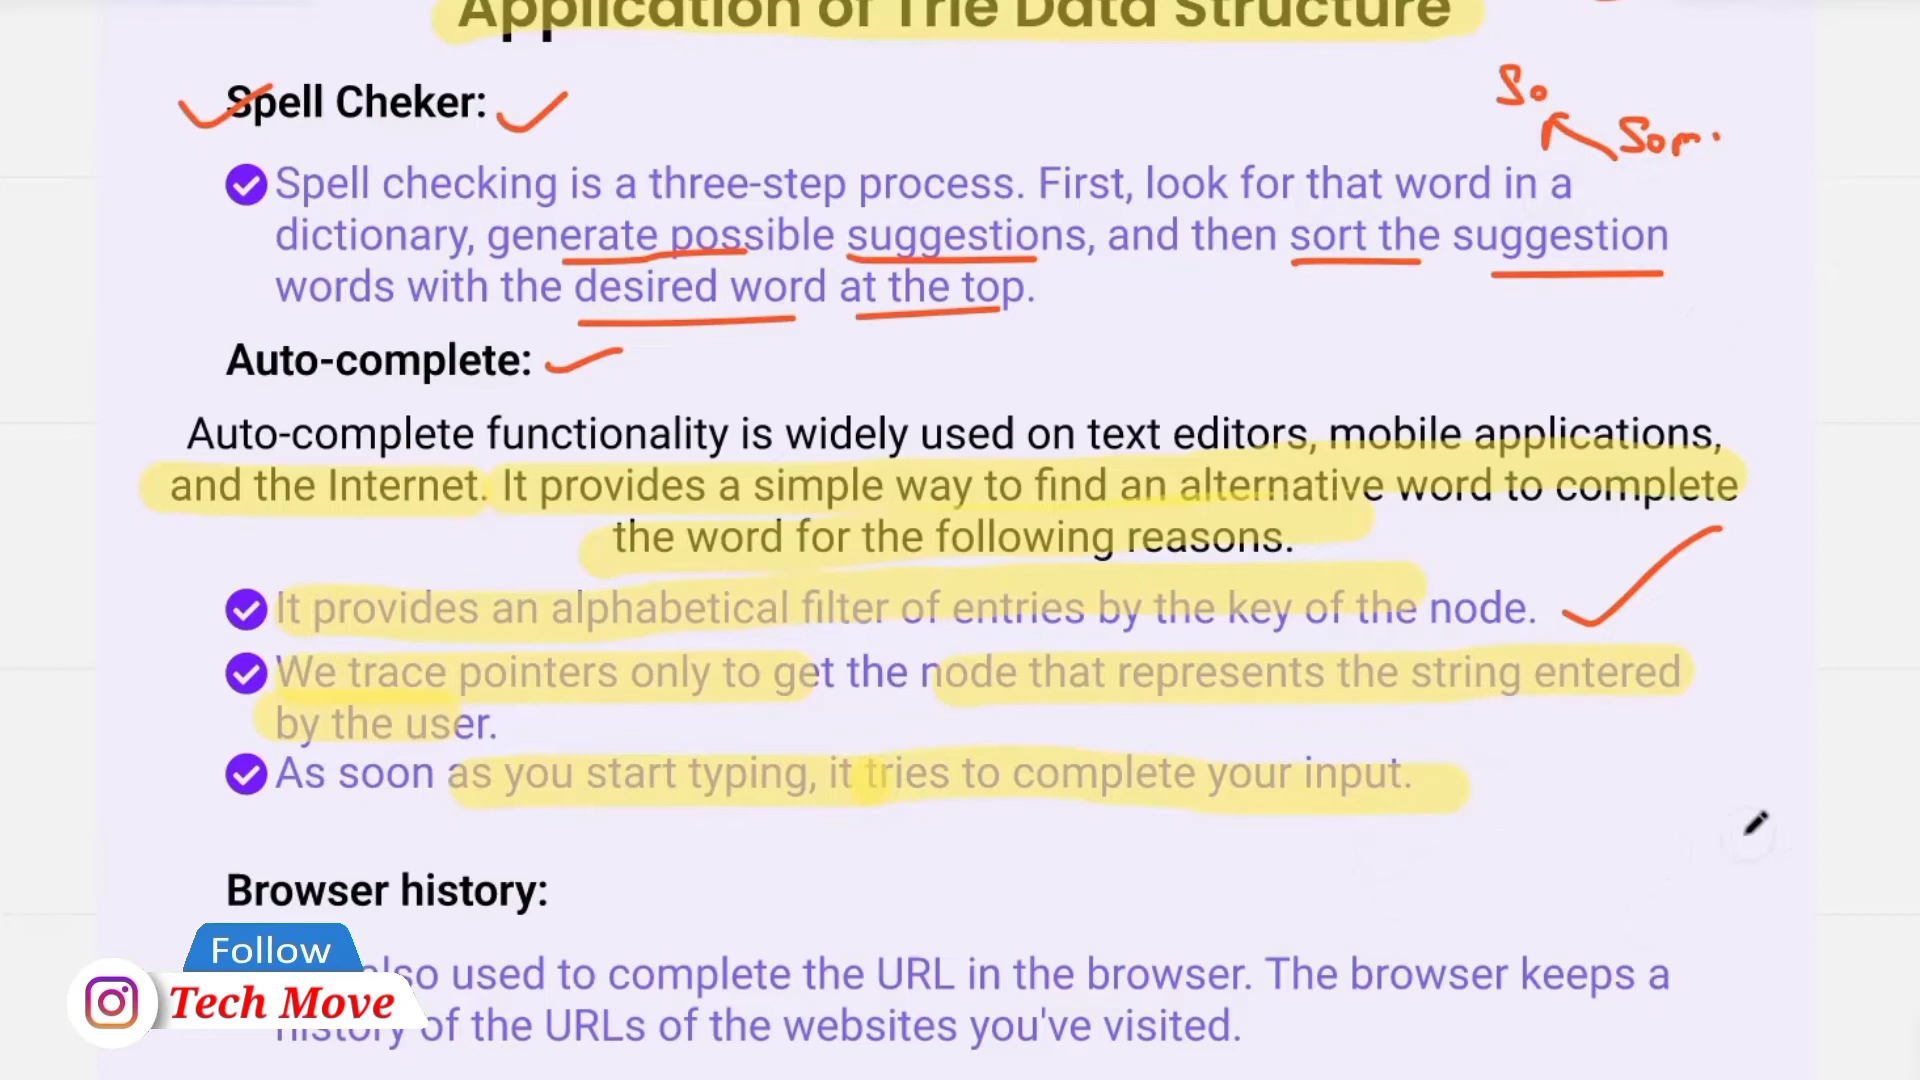 Application of Trie Data Structure
So
Spell Cheker:
Som.
Spell checking is a three-step process. First, look for that word in a
dictionary, generate possible suggestions, and then sort the suggestion
words with the desired word at the top.
Auto-complete:
Auto-complete functionality is widely used on text editors, mobile applications,
and the Internet. It provides a simple way to find an alternative word to complete
the word for the following reasons.
It provides an alphabetical filter of entries by the key of the node.
We trace pointers only to get the node that represents the string entered
by the user.
As soon as you start typing, it tries to complete your input.
Browser history:
Follow
also used to complete the URL in the browser. The browser keeps a
Tech Move
history of the URLs of the websites you've visited.